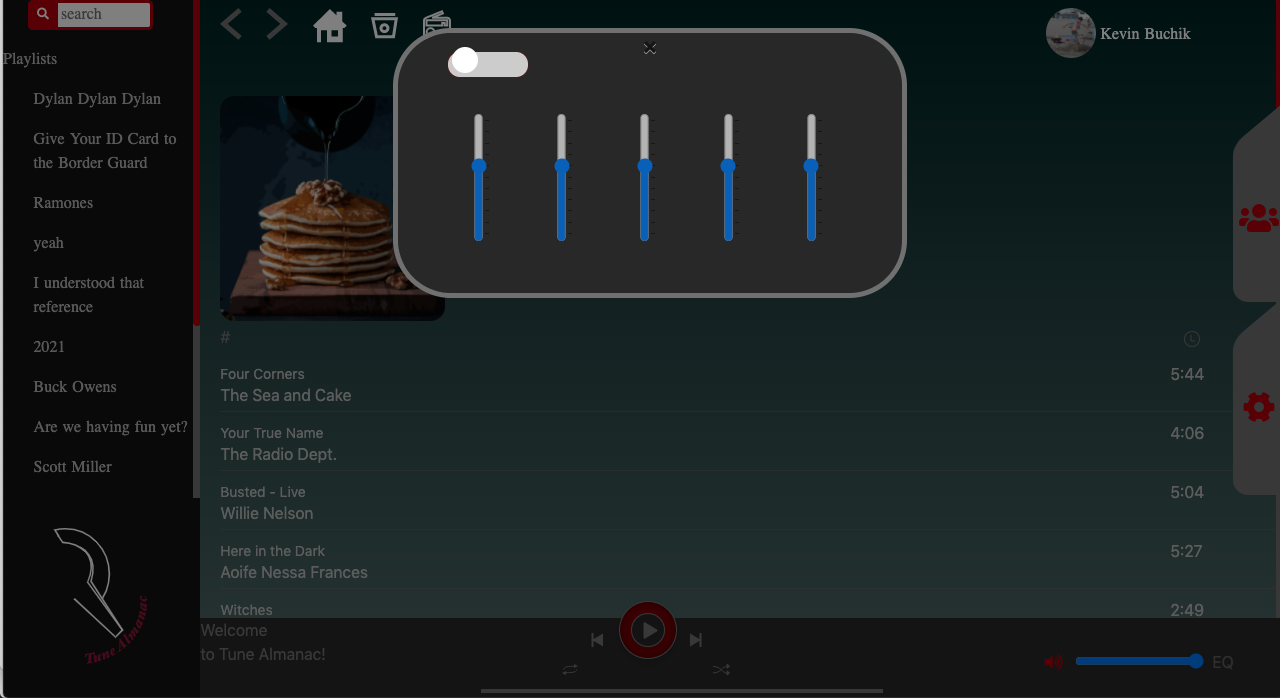 search
Kevin Buchik
Playlists
Dylan Dylan Dylan
Give Your ID Card to
the Border Guard
Ramones
yeah
I understood that
reference
2021
Buck Owens
Are we having fun yet?
Scott Miller
Tune Almanac
#
Four Corners
5:44
The Sea and Cake
Your True Name
4:06
The Radio Dept.
Busted - Live
5:04
Willie Nelson
Here in the Dark
5:27
Aoife Nessa Frances
Witches
2:49
Welcome
to Tune Almanac!
EQ